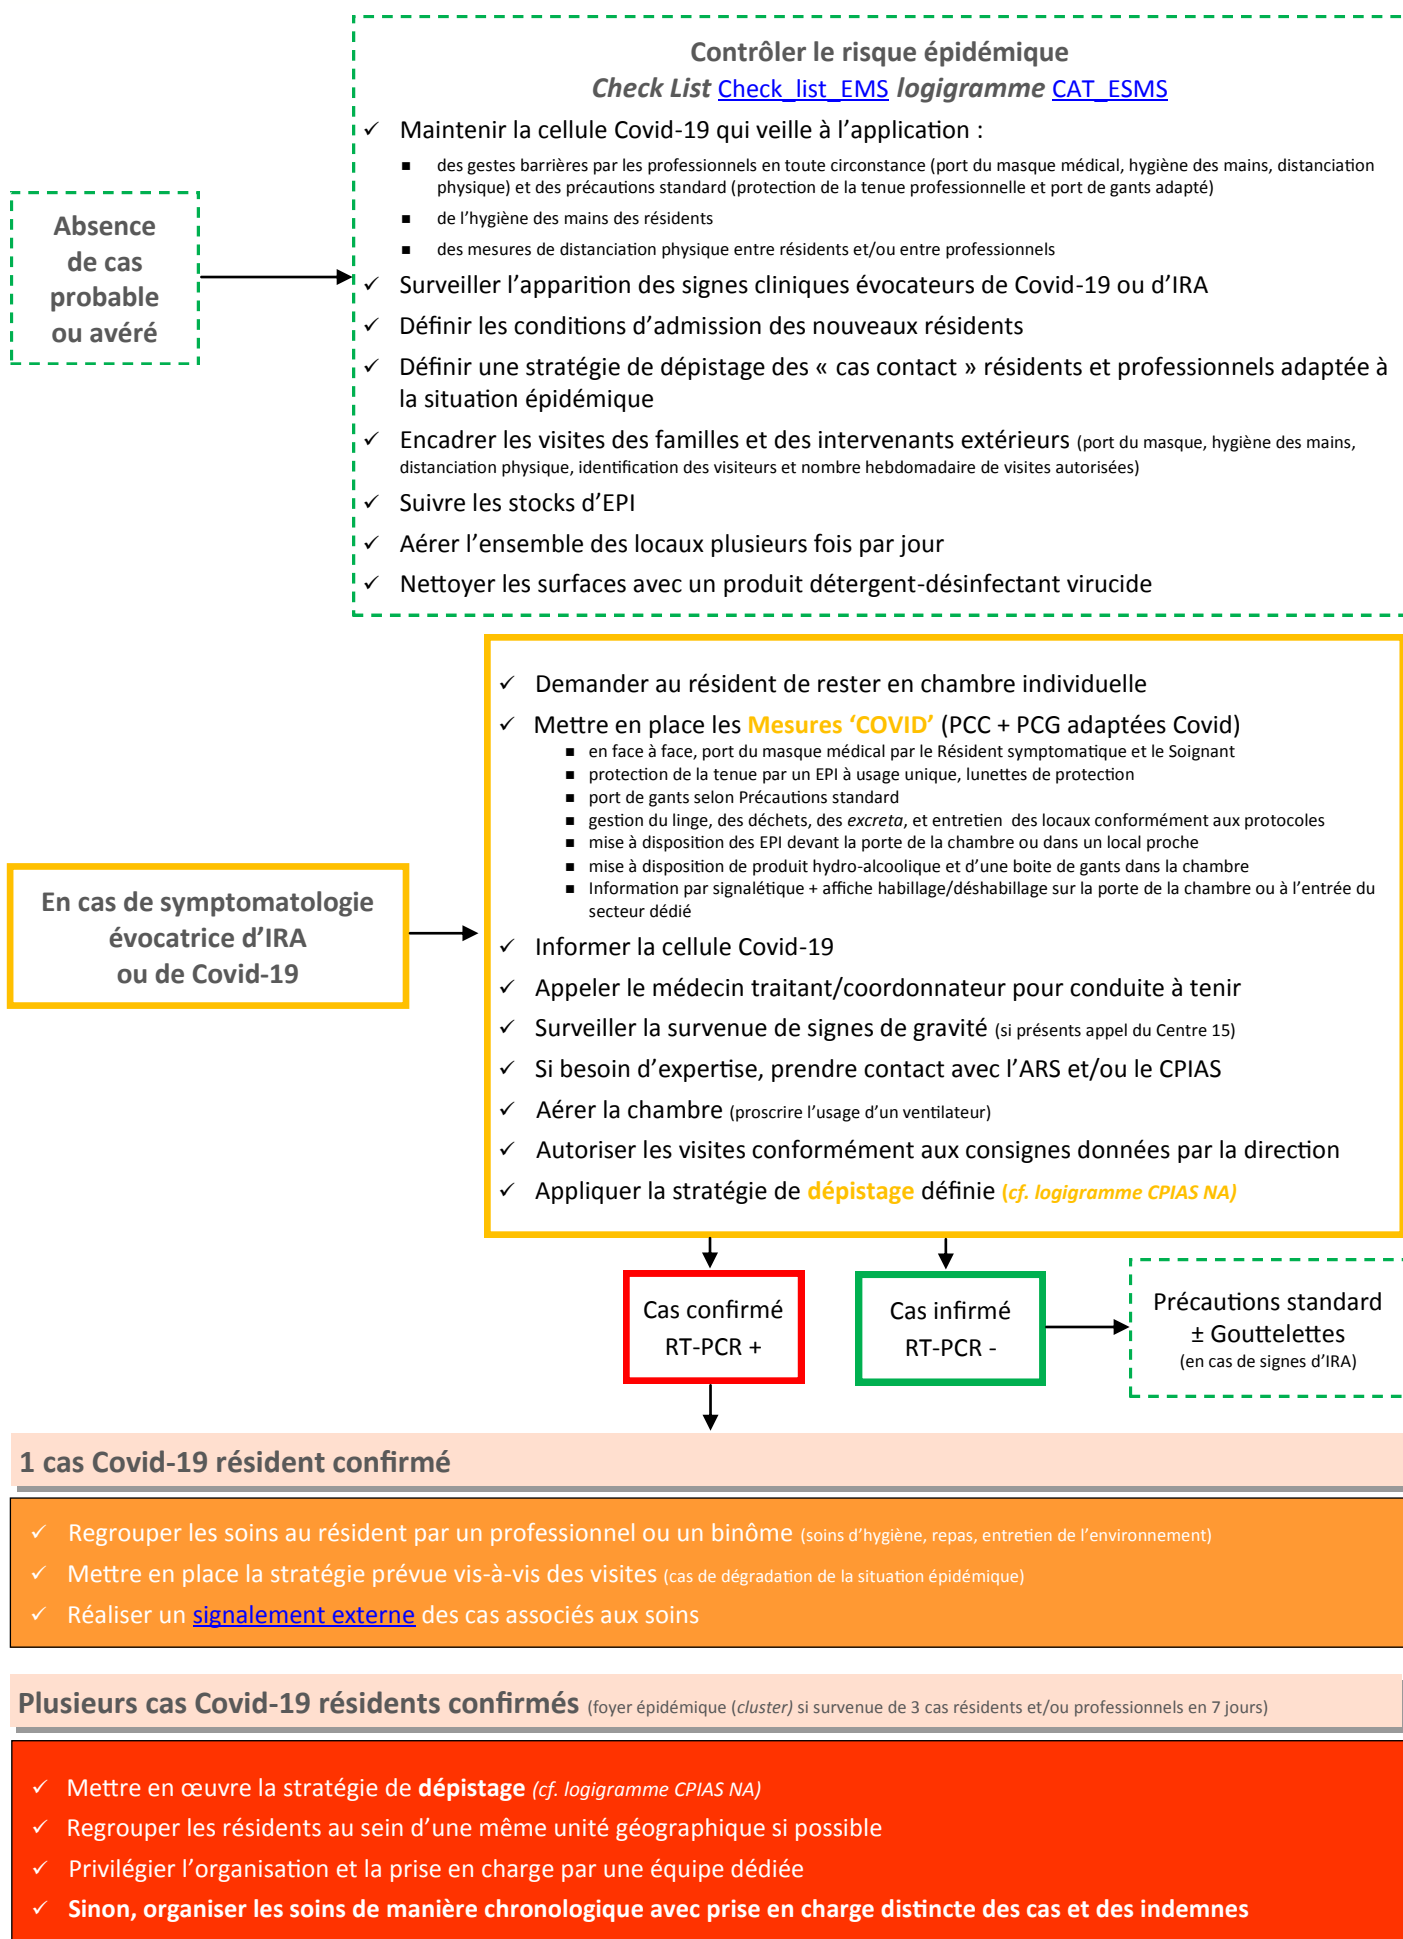 Contrôler le risque épidémique
Check List Check_list_EMS logigramme CAT_ESMS
✓ Maintenir la cellule Covid-19 qui veille à l’application :
▪ des gestes barrières par les professionnels en toute circonstance (port du masque médical, hygiène des mains, distanciation
physique) et des précautions standard (protection de la tenue professionnelle et port de gants adapté)
▪ de l’hygiène des mains des résidents
▪ des mesures de distanciation physique entre résidents et/ou entre professionnels
Absence
de cas
probable
ou avéré
✓ Surveiller l’apparition des signes cliniques évocateurs de Covid-19 ou d’IRA
✓ Définir les conditions d’admission des nouveaux résidents
✓ Définir une stratégie de dépistage des « cas contact » résidents et professionnels adaptée à
la situation épidémique
✓ Encadrer les visites des familles et des intervenants extérieurs (port du masque, hygiène des mains,
distanciation physique, identification des visiteurs et nombre hebdomadaire de visites autorisées)
✓ Suivre les stocks d’EPI
✓ Aérer l’ensemble des locaux plusieurs fois par jour
✓ Nettoyer les surfaces avec un produit détergent-désinfectant virucide
En cas de symptomatologie
évocatrice d’IRA
ou de Covid-19
✓ Demander au résident de rester en chambre individuelle
✓ Mettre en place les Mesures ‘COVID’ (PCC + PCG adaptées Covid)
▪ en face à face, port du masque médical par le Résident symptomatique et le Soignant
▪ protection de la tenue par un EPI à usage unique, lunettes de protection
▪ port de gants selon Précautions standard
▪ gestion du linge, des déchets, des excreta, et entretien des locaux conformément aux protocoles
▪ mise à disposition des EPI devant la porte de la chambre ou dans un local proche
▪ mise à disposition de produit hydro-alcoolique et d’une boite de gants dans la chambre
▪ Information par signalétique + affiche habillage/déshabillage sur la porte de la chambre ou à l’entrée du
secteur dédié
✓ Informer la cellule Covid-19
✓ Appeler le médecin traitant/coordonnateur pour conduite à tenir
✓ Surveiller la survenue de signes de gravité (si présents appel du Centre 15)
✓ Si besoin d’expertise, prendre contact avec l’ARS et/ou le CPIAS
✓ Aérer la chambre (proscrire l’usage d’un ventilateur)
✓ Autoriser les visites conformément aux consignes données par la direction
✓ Appliquer la stratégie de dépistage définie (cf. logigramme CPIAS NA)
Cas confirmé
RT-PCR +
Cas infirmé
RT-PCR -
Précautions standard
± Gouttelettes
(en cas de signes d’IRA)
1 cas Covid-19 résident confirmé
✓ Regrouper les soins au résident par un professionnel ou un binôme (soins d’hygiène, repas, entretien de l’environnement)
✓ Mettre en place la stratégie prévue vis-à-vis des visites (cas de dégradation de la situation épidémique)
✓ Réaliser un signalement externe des cas associés aux soins
Plusieurs cas Covid-19 résidents confirmés (foyer épidémique (cluster) si survenue de 3 cas résidents et/ou professionnels en 7 jours)
✓ Mettre en œuvre la stratégie de dépistage (cf. logigramme CPIAS NA)
✓ Regrouper les résidents au sein d’une même unité géographique si possible
✓ Privilégier l’organisation et la prise en charge par une équipe dédiée
✓ Sinon, organiser les soins de manière chronologique avec prise en charge distincte des cas et des indemnes